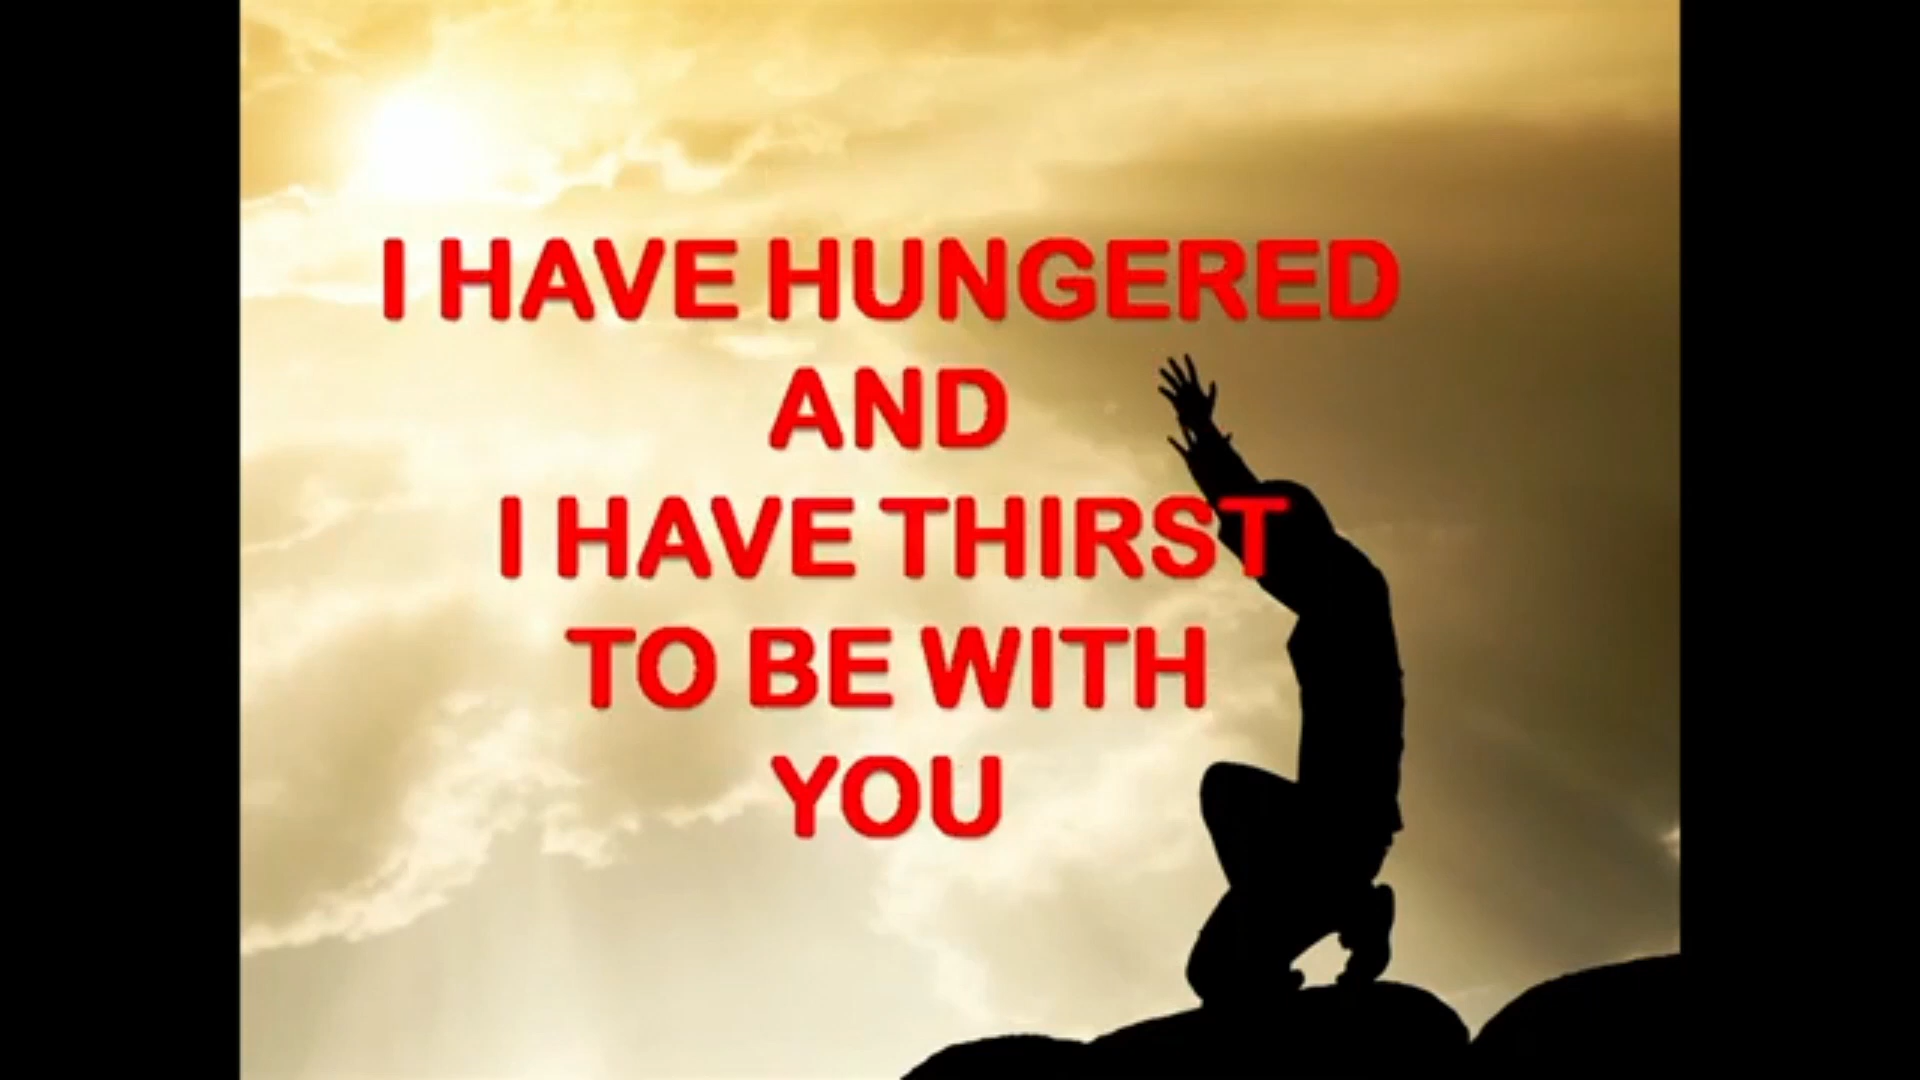 I HAVE HUNGERED
AND
I HAVE THIRST
TO BE WITH
YOU